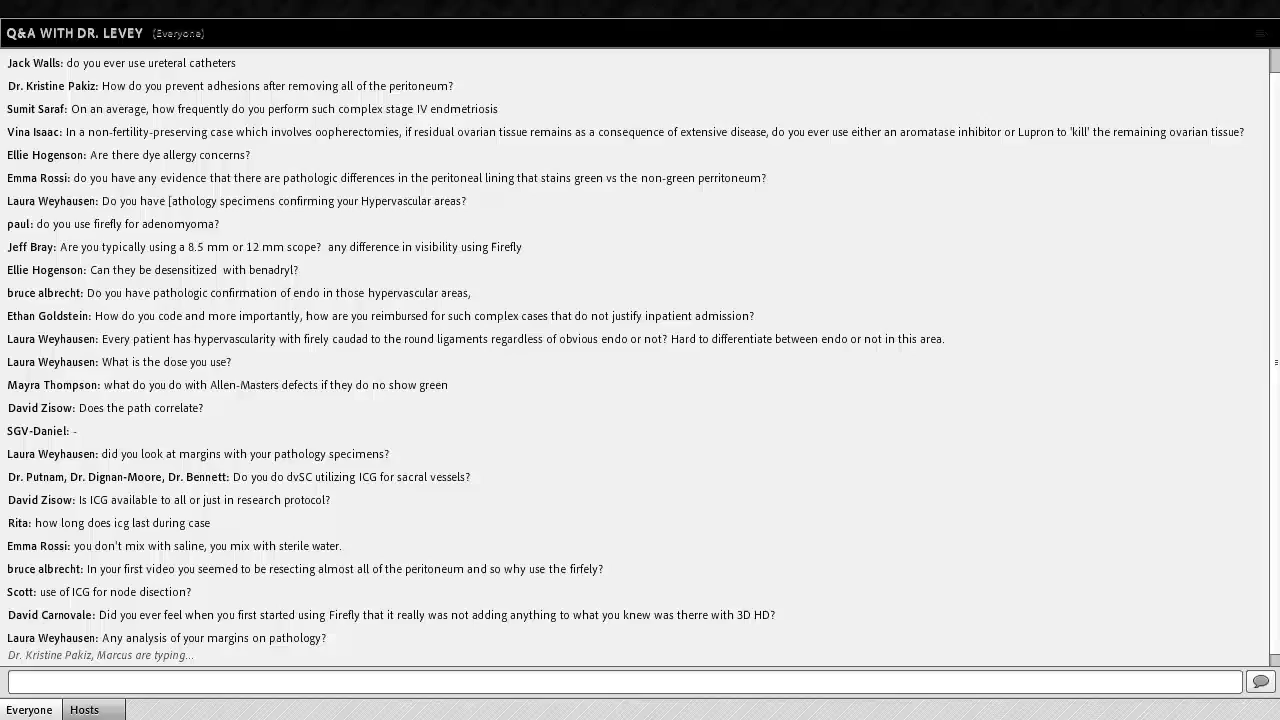 Q&A WITH DR. LEVEY (Everyone)
Jack Walls: do you ever use ureteral catheters
Dr. Kristine Pakiz: How do you prevent adhesions after removing all of the peritoneum?
Sumit Saraf: On an average, how frequently do you perform such complex stage IV endmetriosis
Vina Isaac: In a non-fertility-preserving case which involves oopherectomies, if residual ovarian tissue remains as a consequence of extensive disease, do you ever use either an aromatase inhibitor or Lupron to 'kill' the remaining ovarian tissue?
Ellie Hogenson: Are there dye allergy concerns?
Emma Rossi: do you have any evidence that there are pathologic differences in the peritoneal lining that stains green vs the non-green perritoneum?
Laura Weyhausen: Do you have [athology specimens confirming your Hypervascular areas?
paul: do you use firefly for adenomyoma?
Jeff Bray: Are you typically using a 8.5 mm or 12 mm scope?  any difference in visibility using Firefly
Ellie Hogenson: Can they be desensitized  with benadryl?
bruce albrecht: Do you have pathologic confirmation of endo in those hypervascular areas,
Ethan Goldstein: How do you code and more importantly, how are you reimbursed for such complex cases that do not justify inpatient admission?
Laura Weyhausen: Every patient has hypervascularity with firely caudad to the round ligaments regardless of obvious endo or not? Hard to differentiate between endo or not in this area.
Laura Weyhausen: What is the dose you use?
Mayra Thompson: what do you do with Allen-Masters defects if they do no show green
David Zisow: Does the path correlate?
SGV-Daniel: -
Laura Weyhausen: did you look at margins with your pathology specimens?
Dr. Putnam, Dr. Dignan-Moore, Dr. Bennett: Do you do dvSC utilizing ICG for sacral vessels?
David Zisow: Is ICG available to all or just in research protocol?
Rita: how long does icg last during case
Emma Rossi: you don't mix with saline, you mix with sterile water.
bruce albrecht: In your first video you seemed to be resecting almost all of the peritoneum and so why use the firfely?
Scott: use of ICG for node disection?
David Carnovale: Did you ever feel when you first started using Firefly that it really was not adding anything to what you knew was therre with 3D HD?
Laura Weyhausen: Any analysis of your margins on pathology?
Dr. Kristine Pakiz, Marcus are typing...
Everyone Hosts